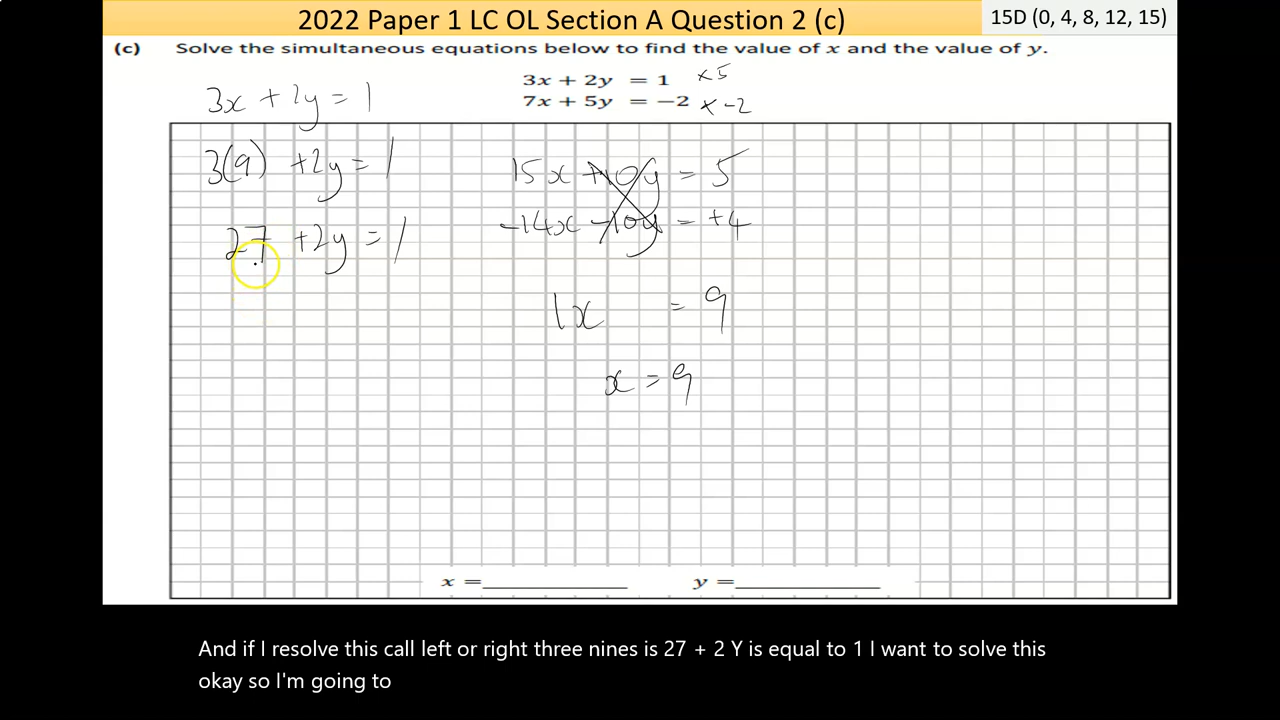 2022 Paper 1 LC OL Section A Question 2 (c)
15D (0, 4, 8, 12, 15)
(c) Solve the simultaneous equations below to find the value of x and the value of y.
3x + 2y = 1 x5
7x + 5y = −2 x -2
3x + 2y = 1
3(9) + 2y = 1
27 + 2y = 1
15x + 10y = 5
-14x - 10y = +4
1x = 9
x = 9
x = ____________ y = ____________
And if I resolve this call left or right three nines is 27 + 2 Y is equal to 1 I want to solve this
okay so I'm going to